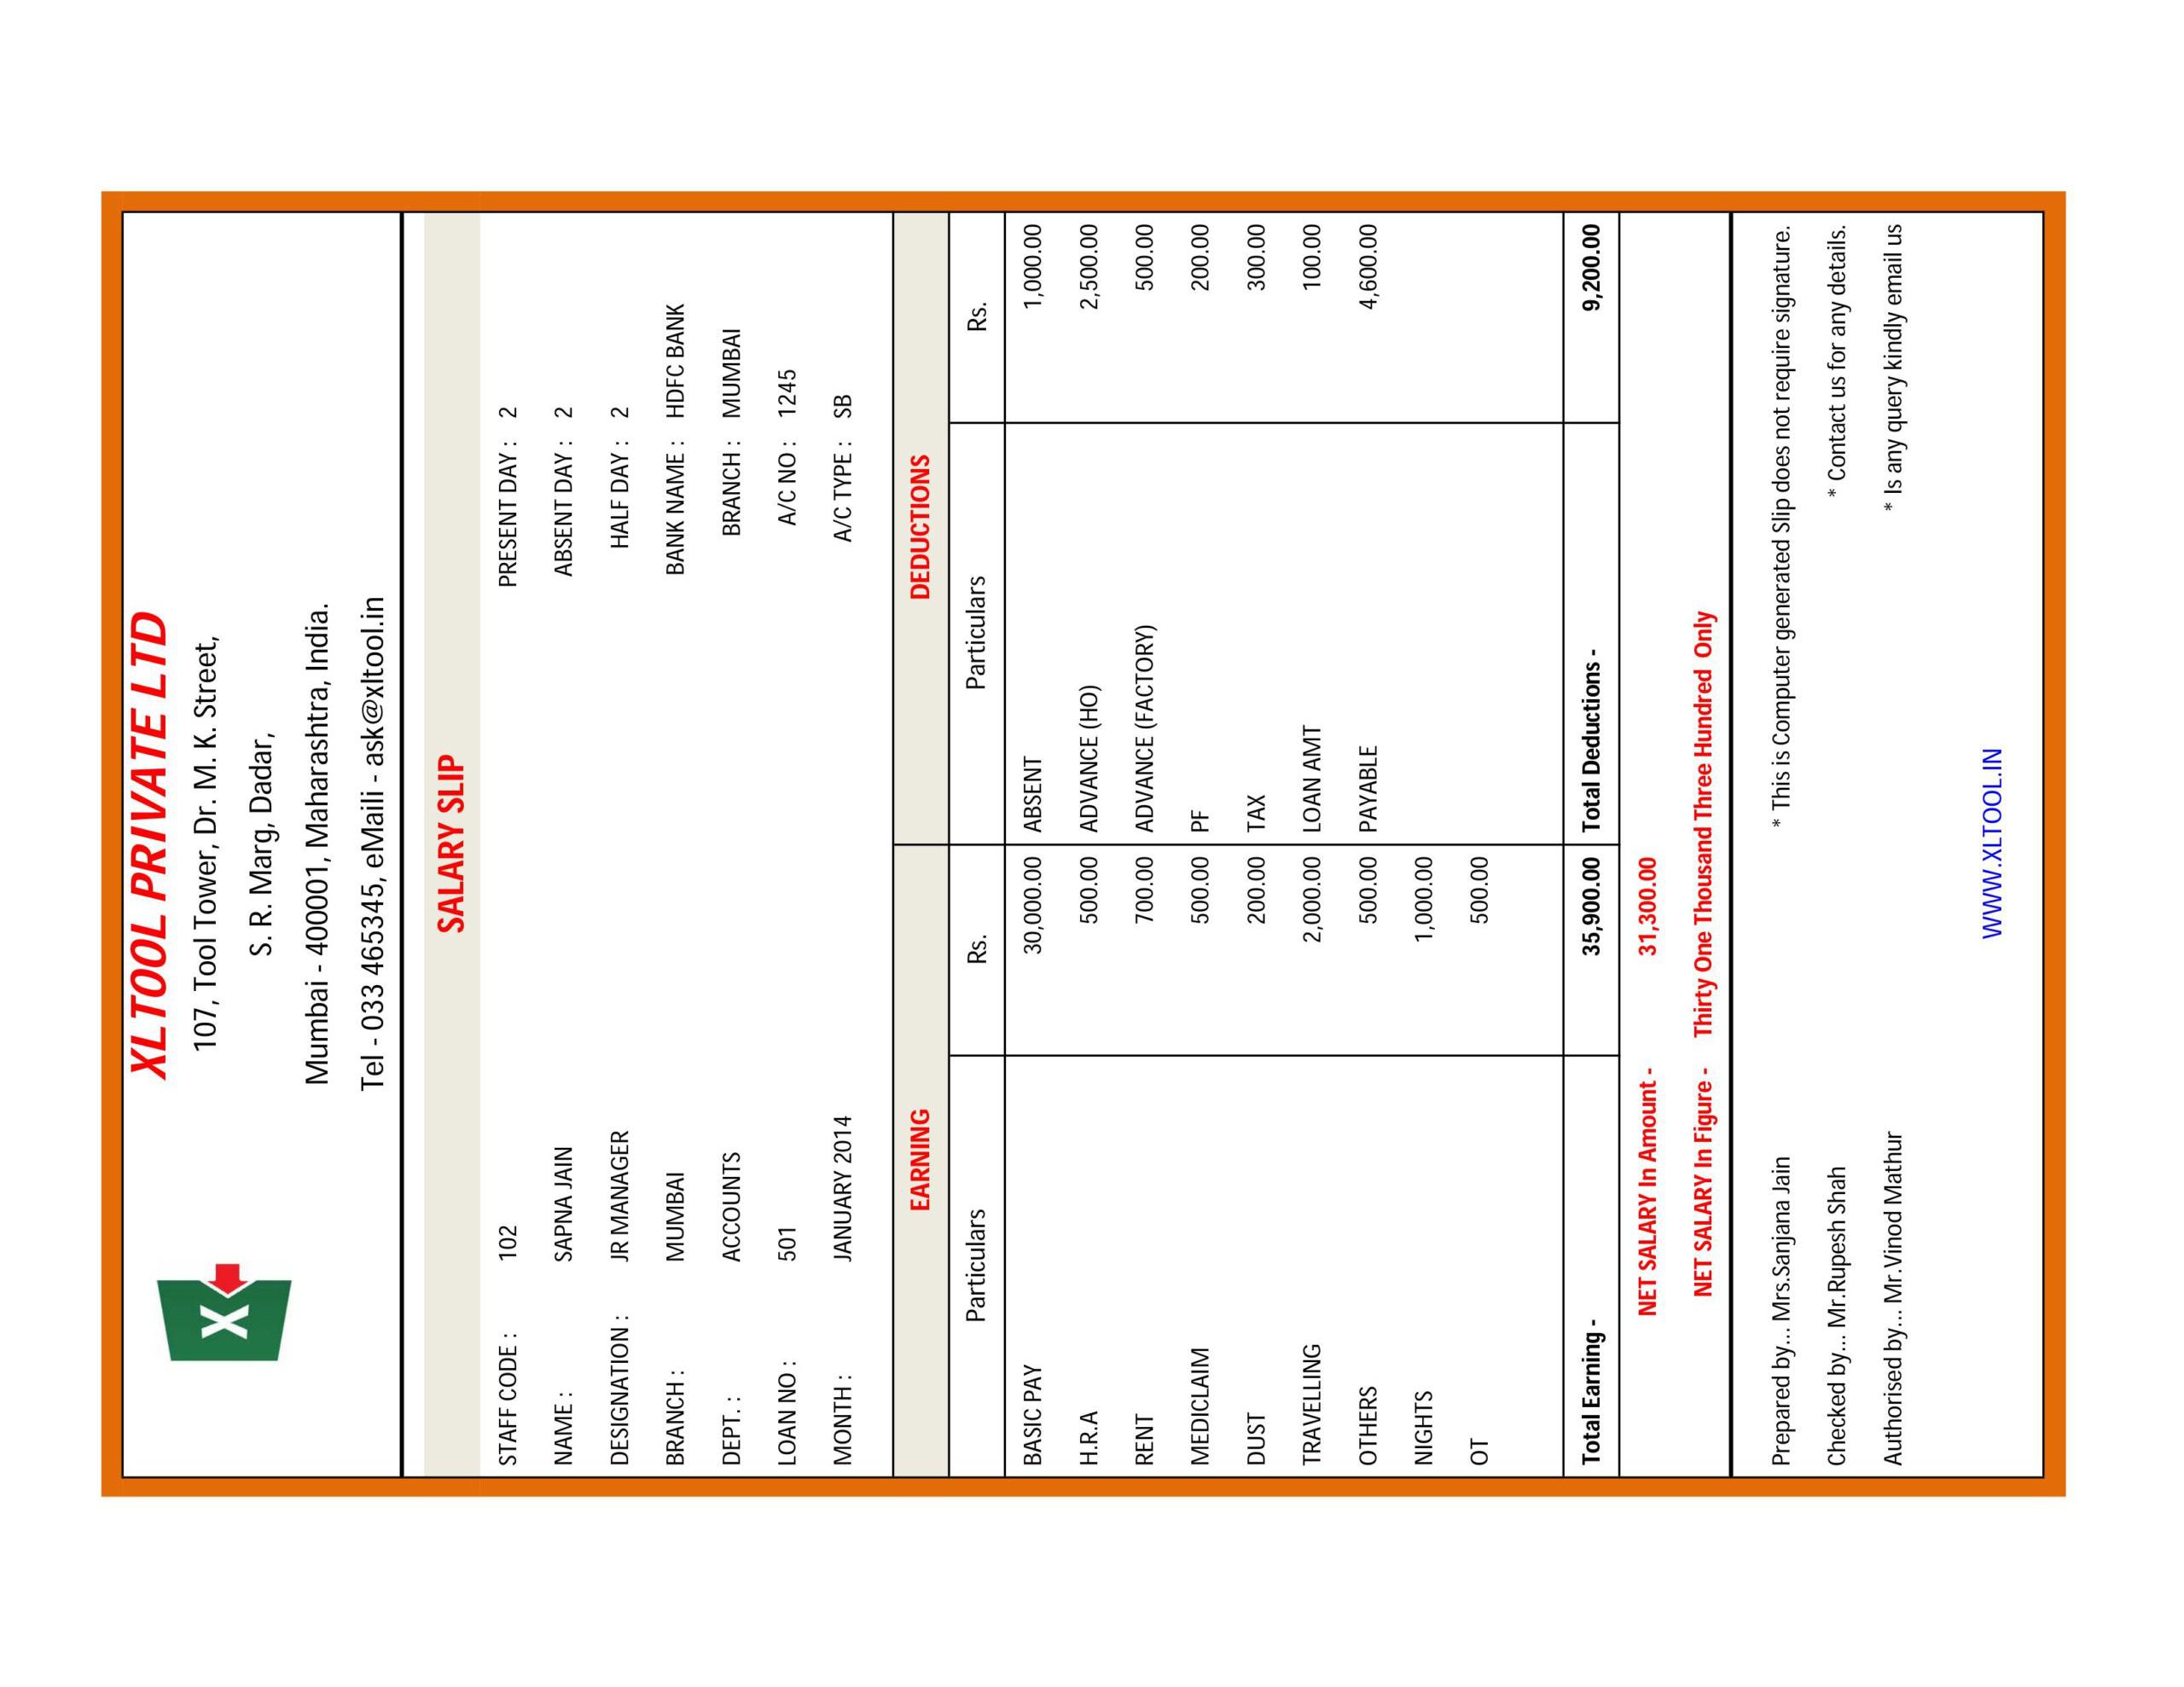 X
XLTOOL PRIVATE LTD
107, Tool Tower, Dr. M. K. Street,
S. R. Marg, Dadar,
Mumbai - 400001, Maharashtra, India.
Tel - 033 465345, eMaili - ask@xltool.in
SALARY SLIP
STAFF CODE : 102 PRESENT DAY : 2
NAME : SAPNA JAIN ABSENT DAY : 2
DESIGNATION : JR MANAGER HALF DAY : 2
BRANCH : MUMBAI BANK NAME : HDFC BANK
DEPT. : ACCOUNTS BRANCH : MUMBAI
LOAN NO : 501 A/C NO : 1245
MONTH : JANUARY 2014 A/C TYPE : SB
EARNING DEDUCTIONS
Particulars Rs. Particulars Rs.
BASIC PAY 30,000.00 ABSENT 1,000.00
H.R.A 500.00 ADVANCE (HO) 2,500.00
RENT 700.00 ADVANCE (FACTORY) 500.00
MEDICLAIM 500.00 PF 200.00
DUST 200.00 TAX 300.00
TRAVELLING 2,000.00 LOAN AMT 100.00
OTHERS 500.00 PAYABLE 4,600.00
NIGHTS 1,000.00
OT 500.00
Total Earning - 35,900.00 Total Deductions - 9,200.00
NET SALARY In Amount - 31,300.00
NET SALARY In Figure - Thirty One Thousand Three Hundred Only
Prepared by... Mrs.Sanjana Jain * This is Computer generated Slip does not require signature.
Checked by... Mr.Rupesh Shah * Contact us for any details.
Authorised by... Mr.Vinod Mathur * Is any query kindly email us
WWW.XLTOOL.IN